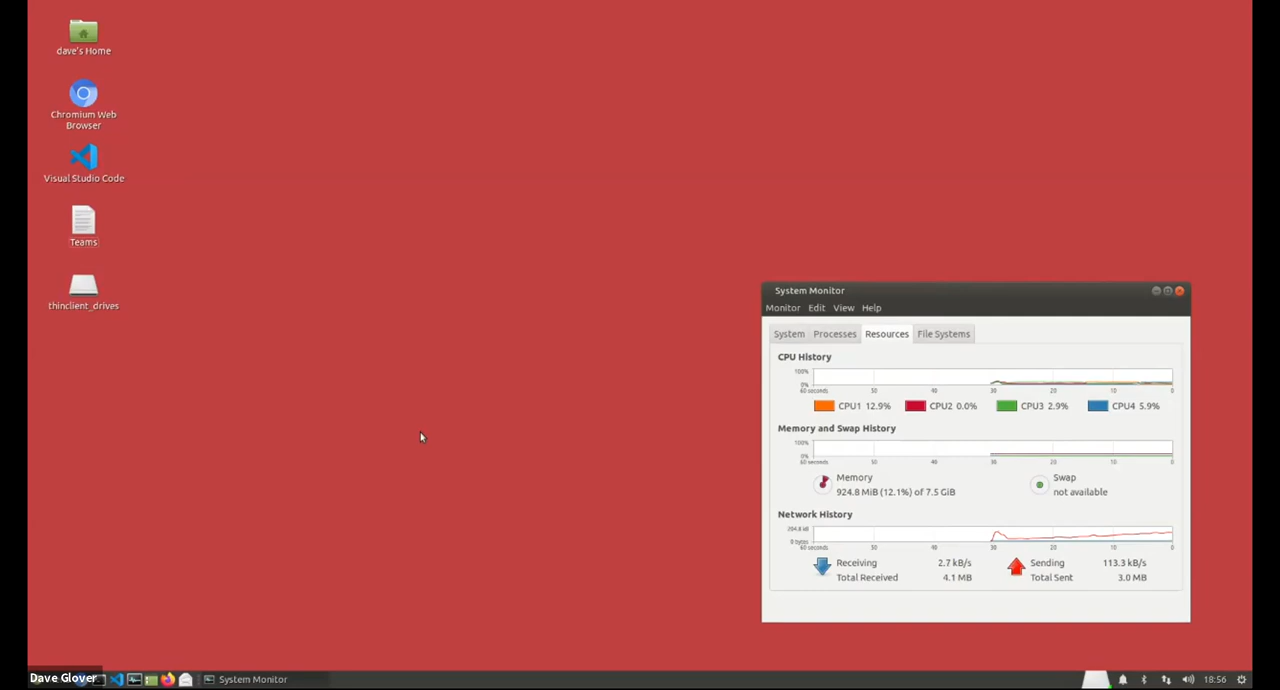 dave's Home
Chromium Web
Browser
Visual Studio Code
Teams
thinclient_drives
System Monitor
Monitor Edit View Help
System Processes Resources File Systems
CPU History
100%
0%
60 seconds 50 40 30 20 10 0
CPU1 12.9% CPU2 0.0% CPU3 2.9% CPU4 5.9%
Memory and Swap History
100%
0%
60 seconds 50 40 30 20 10 0
Memory
924.8 MiB (12.1%) of 7.5 GiB
Swap
not available
Network History
204.8 kB
0 bytes
60 seconds 50 40 30 20 10 0
Receiving 2.7 kB/s
Total Received 4.1 MB
Sending 113.3 kB/s
Total Sent 3.0 MB
Dave Glover
System Monitor
18:56